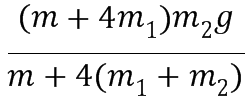 (m + 4m₁)m₂g
m + 4(m₁ + m₂)